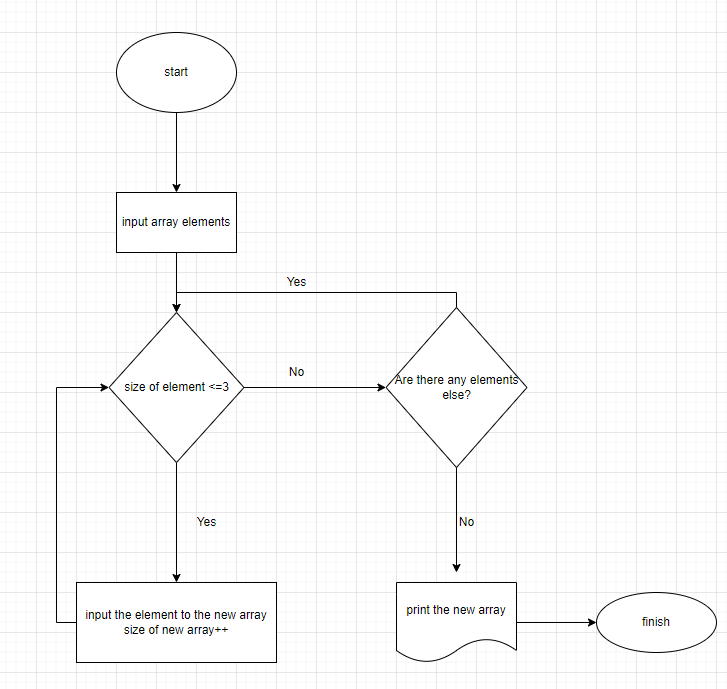 start
input array elements
Yes
size of element <=3
No
Are there any elements
else?
Yes
No
input the element to the new array
size of new array++
print the new array
finish